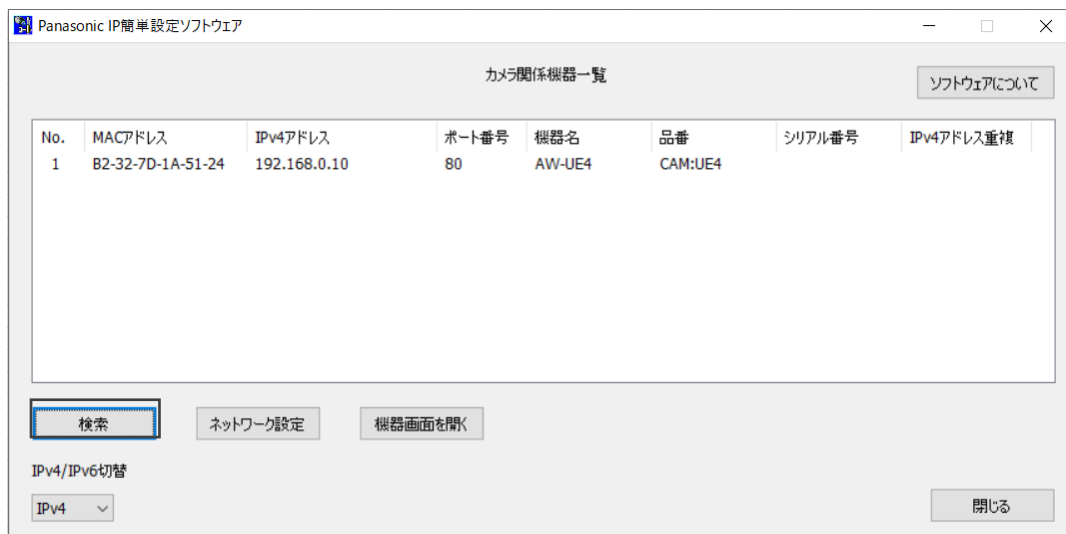 Panasonic IP簡単設定ソフトウェア
カメラ関係機器一覧
ソフトウェアについて
No. MACアドレス IPv4アドレス ポート番号 機器名 品番 シリアル番号 IPv4アドレス重複
1 B2-32-7D-1A-51-24 192.168.0.10 80 AW-UE4 CAM:UE4
検索 ネットワーク設定 機器画面を開く
IPv4/IPv6切替
IPv4
閉じる